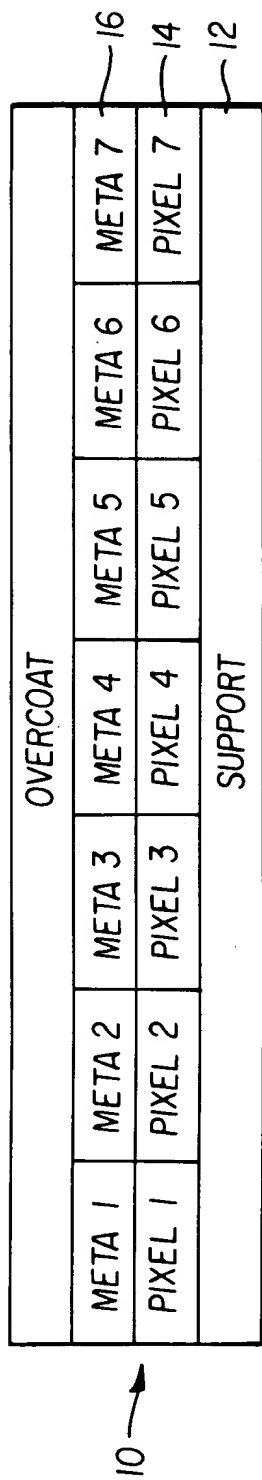 OVERCOAT
META 1 META 2 META 3 META 4 META 5 META 6 META 7 16
PIXEL 1 PIXEL 2 PIXEL 3 PIXEL 4 PIXEL 5 PIXEL 6 PIXEL 7 14
SUPPORT 12
10